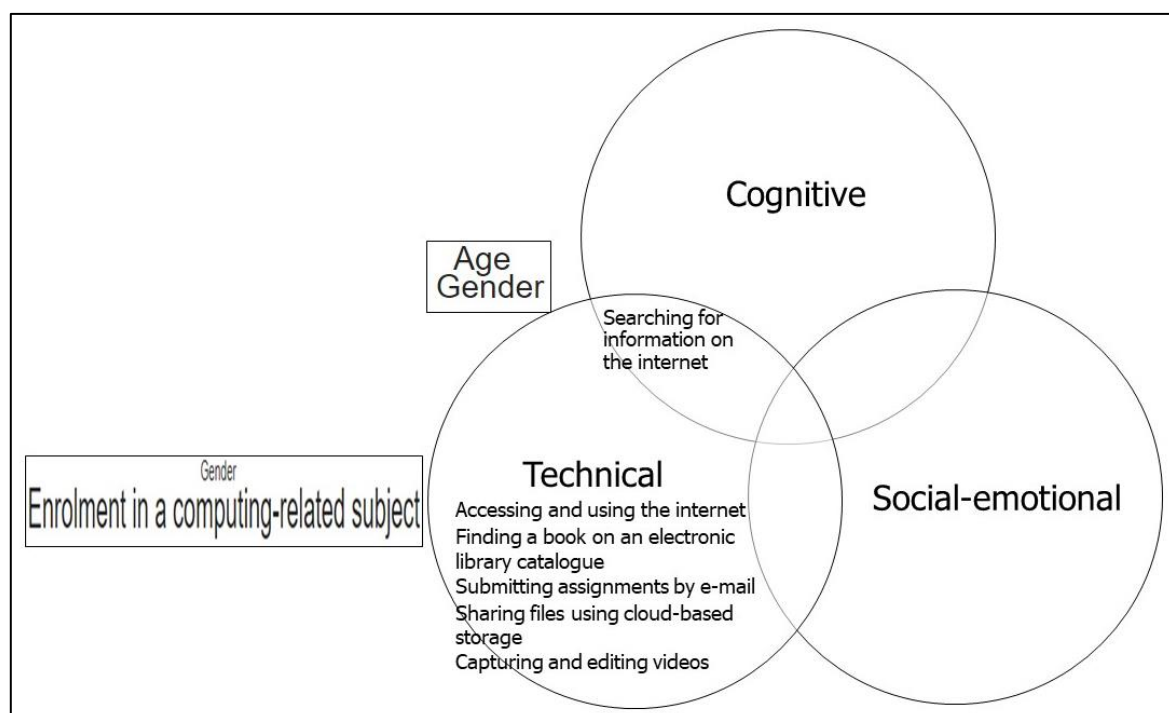 Cognitive
Age
Gender
Searching for
information on
the internet
Gender
Enrolment in a computing-related subject
Technical
Accessing and using the internet
Finding a book on an electronic
library catalogue
Submitting assignments by e-mail
Sharing files using cloud-based
storage
Capturing and editing videos
Social-emotional